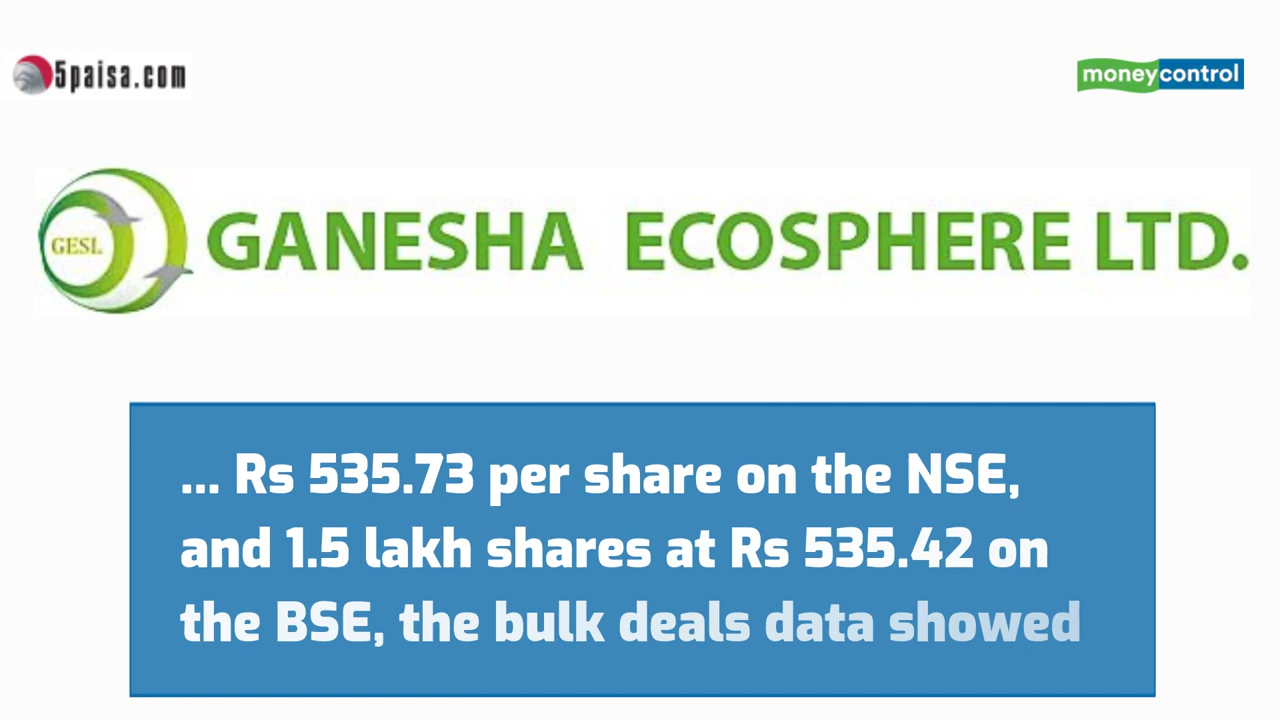 5paisa.com
moneycontrol
GESL
GANESHA ECOSPHERE LTD.
... Rs 535.73 per share on the NSE,
and 1.5 lakh shares at Rs 535.42 on
the BSE, the bulk deals data showed